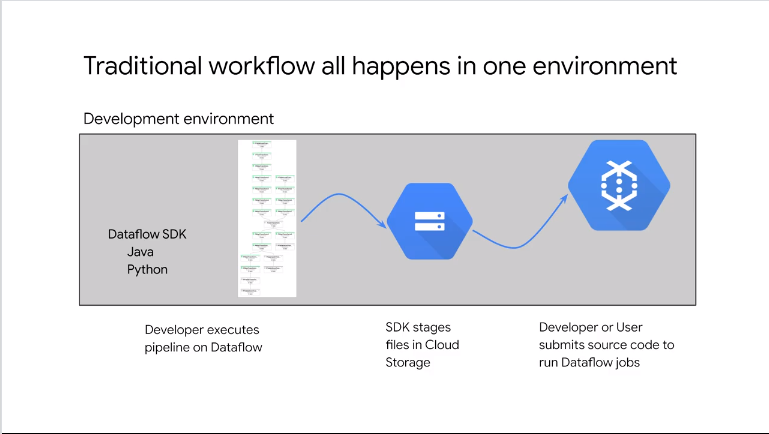 Traditional workflow all happens in one environment
Development environment
Dataflow SDK
Java
Python
Developer executes
pipeline on Dataflow
SDK stages
files in Cloud
Storage
Developer or User
submits source code to
run Dataflow jobs